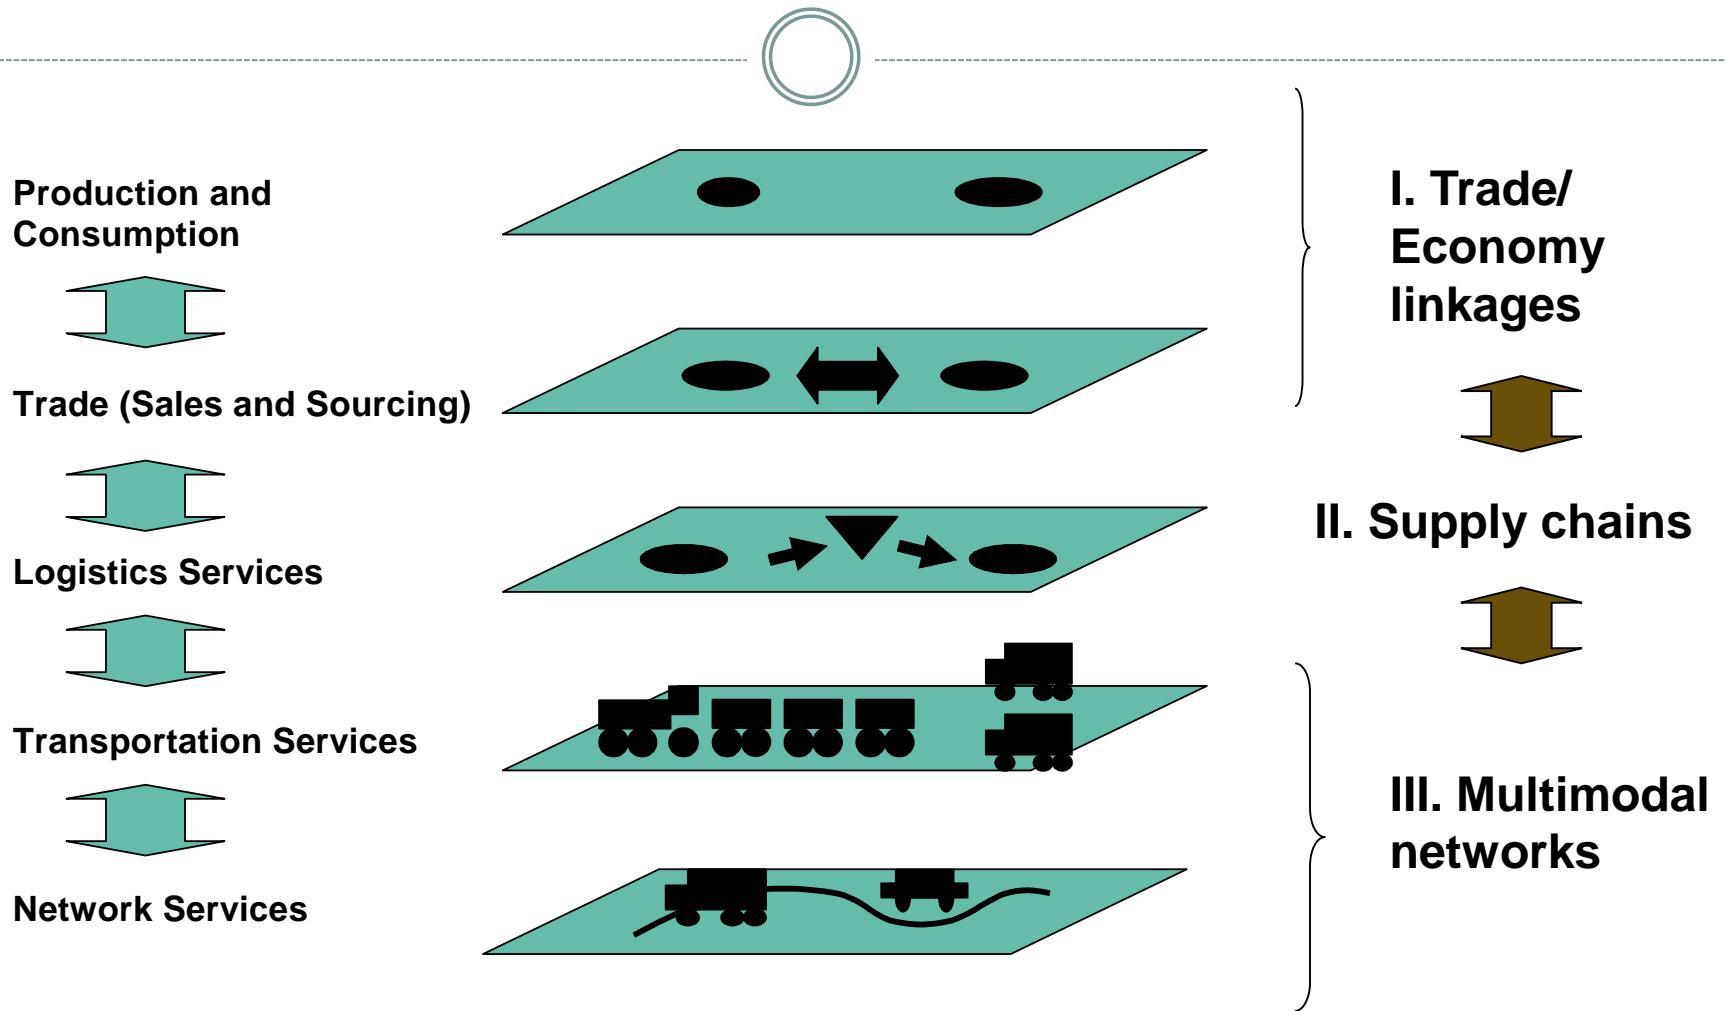 Production and
Consumption
Trade (Sales and Sourcing)
Logistics Services
Transportation Services
Network Services
I. Trade/
Economy
linkages
II. Supply chains
III. Multimodal
networks